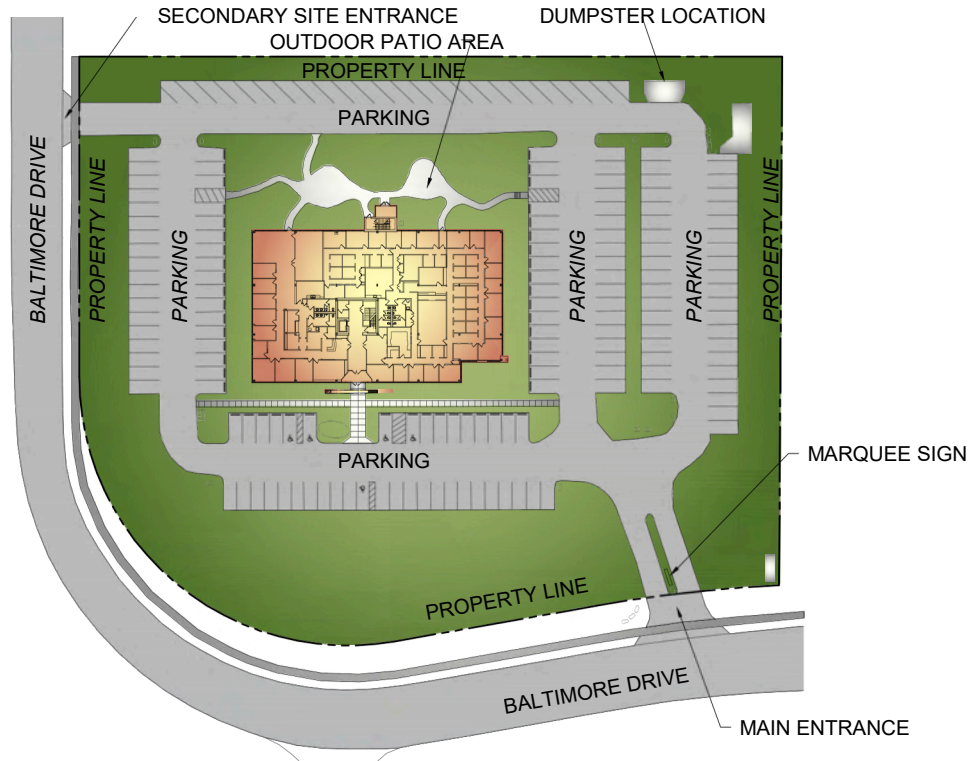 SECONDARY SITE ENTRANCE
DUMPSTER LOCATION
OUTDOOR PATIO AREA
PROPERTY LINE
PARKING
BALTIMORE DRIVE
PROPERTY LINE
PARKING
PARKING
PARKING
PROPERTY LINE
PARKING
MARQUEE SIGN
PROPERTY LINE
BALTIMORE DRIVE
MAIN ENTRANCE